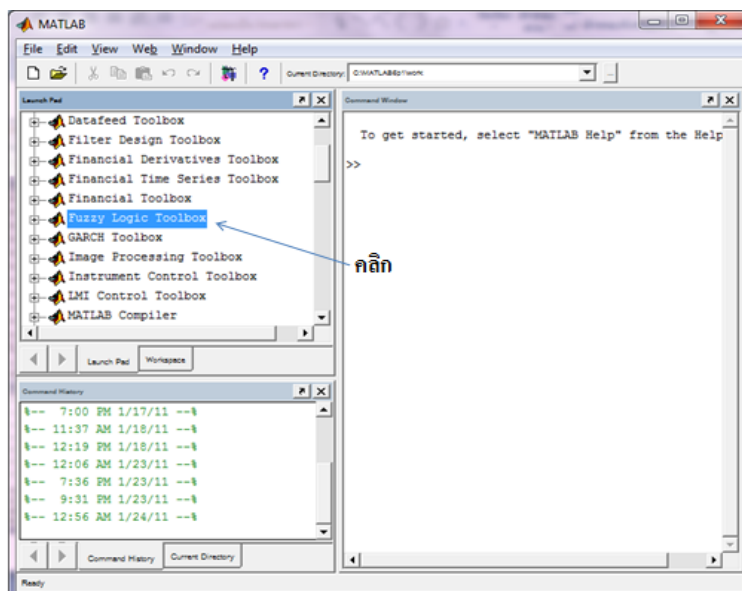 MATLAB
File Edit View Web Window Help
? Current Directory: C:\MATLAB6p1\work ...
Launch Pad
Datafeed Toolbox
Filter Design Toolbox
Financial Derivatives Toolbox
Financial Time Series Toolbox
Financial Toolbox
Fuzzy Logic Toolbox
GARCH Toolbox
Image Processing Toolbox
Instrument Control Toolbox
LMI Control Toolbox
MATLAB Compiler
Launch Pad Workspace
Command History
%-- 7:00 PM 1/17/11 --%
%-- 11:37 AM 1/18/11 --%
%-- 12:19 PM 1/18/11 --%
%-- 12:06 AM 1/23/11 --%
%-- 7:36 PM 1/23/11 --%
%-- 9:31 PM 1/23/11 --%
%-- 12:56 AM 1/24/11 --%
Command History Current Directory
Command Window
To get started, select "MATLAB Help" from the Help
>>
คลิก
Ready